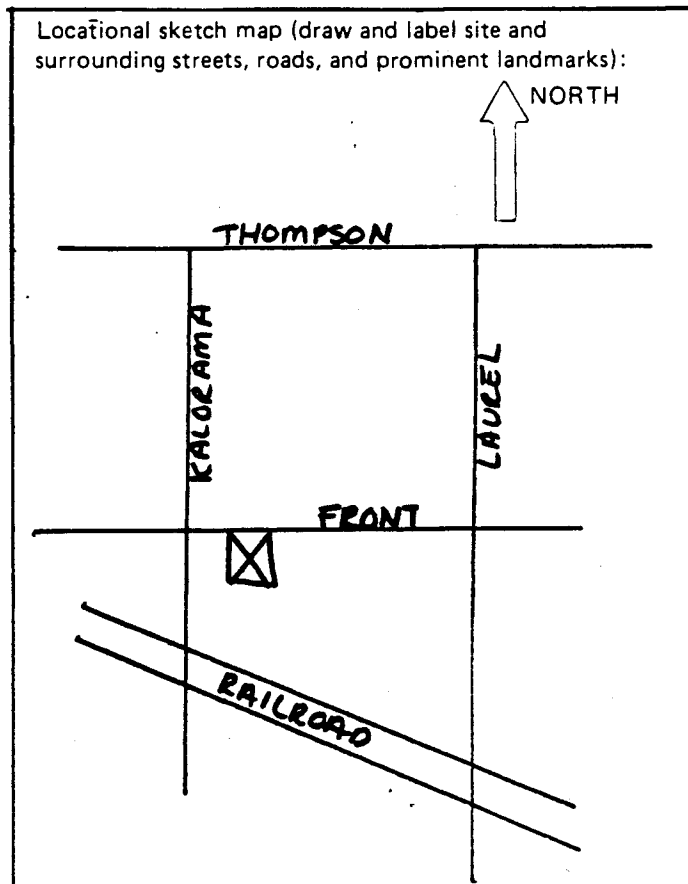 Locational sketch map (draw and label site and
surrounding streets, roads, and prominent landmarks):
NORTH
THOMPSON
KALORAMA
LAUREL
FRONT
RAILROAD